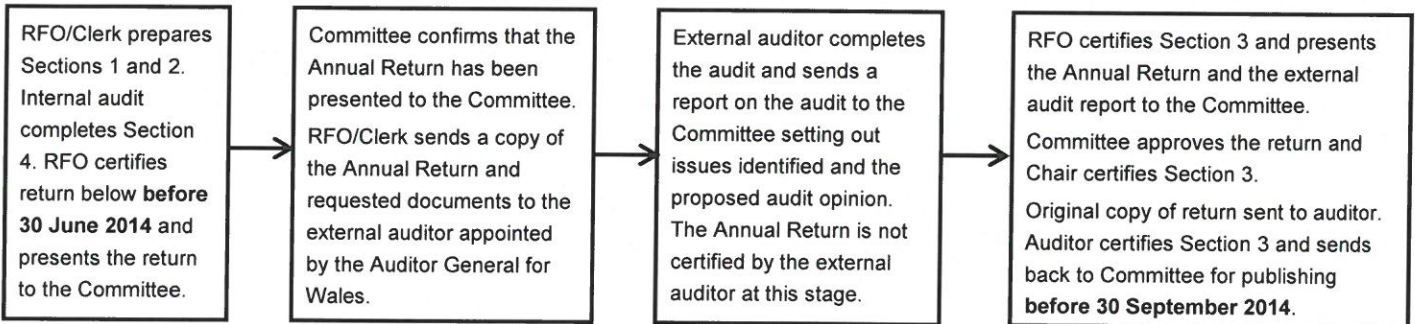 RFO/Clerk prepares
Sections 1 and 2.
Internal audit
completes Section
4. RFO certifies
return below before
30 June 2014 and
presents the return
to the Committee.
Committee confirms that the
Annual Return has been
presented to the Committee.
RFO/Clerk sends a copy of
the Annual Return and
requested documents to the
external auditor appointed
by the Auditor General for
Wales.
External auditor completes
the audit and sends a
report on the audit to the
Committee setting out
issues identified and the
proposed audit opinion.
The Annual Return is not
certified by the external
auditor at this stage.
RFO certifies Section 3 and presents
the Annual Return and the external
audit report to the Committee.
Committee approves the return and
Chair certifies Section 3.
Original copy of return sent to auditor.
Auditor certifies Section 3 and sends
back to Committee for publishing
before 30 September 2014.